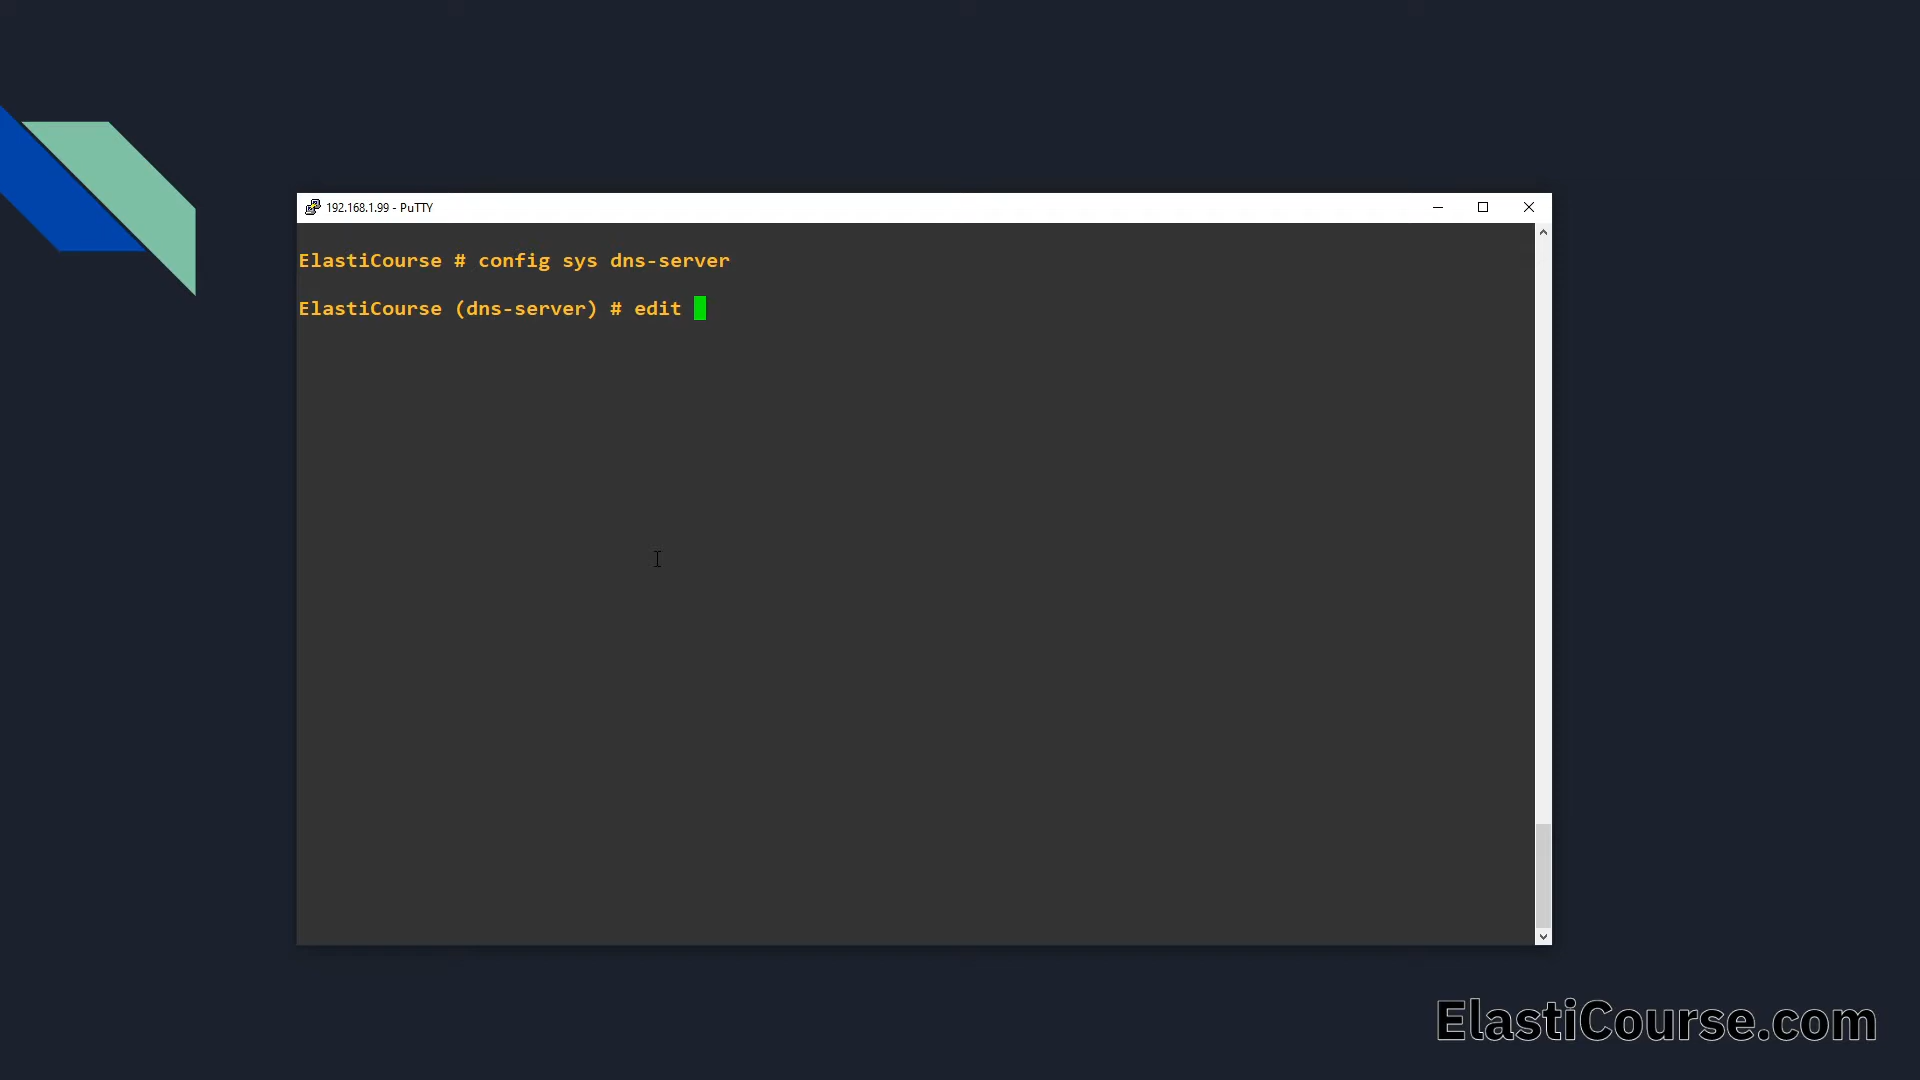 192.168.1.99 - PuTTY
ElastiCourse # config sys dns-server
ElastiCourse (dns-server) # edit
ElastiCourse.com